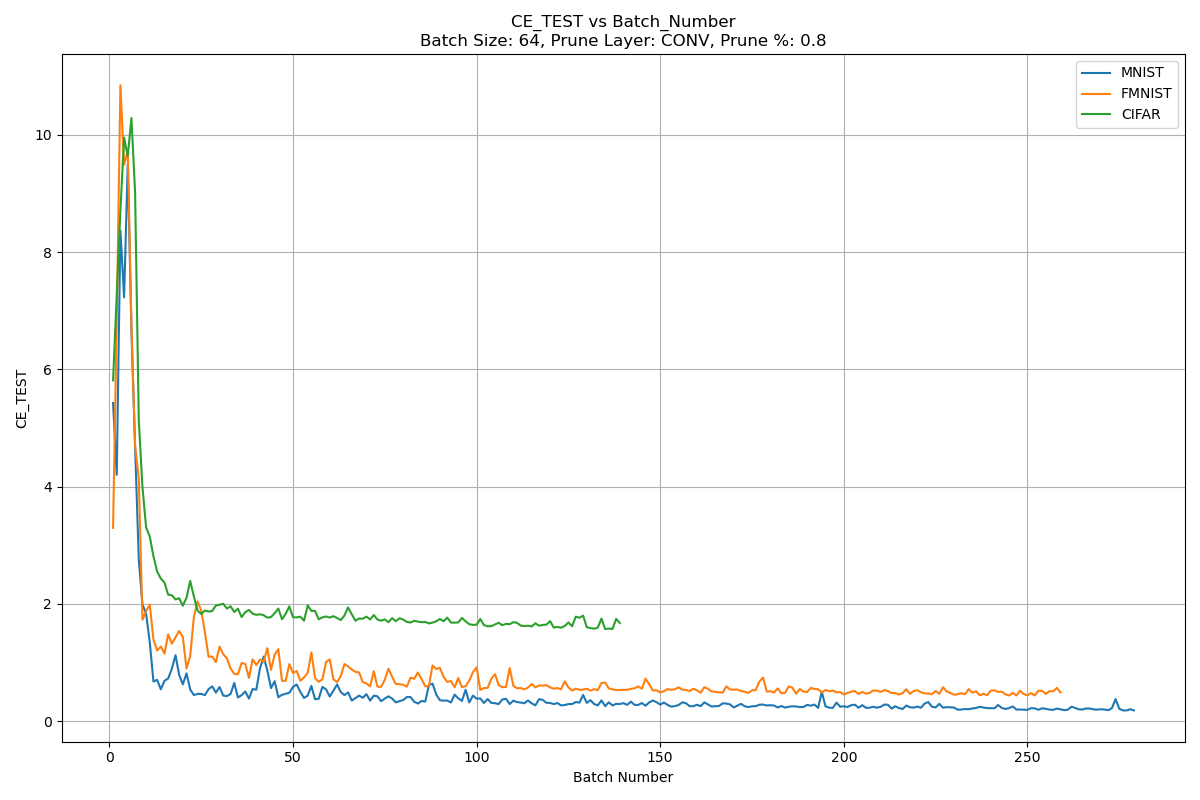 CE_TEST vs Batch_Number
Batch Size: 64, Prune Layer: CONV, Prune %: 0.8
MNIST
FMNIST
CIFAR
CE_TEST
10
8
6
4
2
0
0 50 100 150 200 250
Batch Number